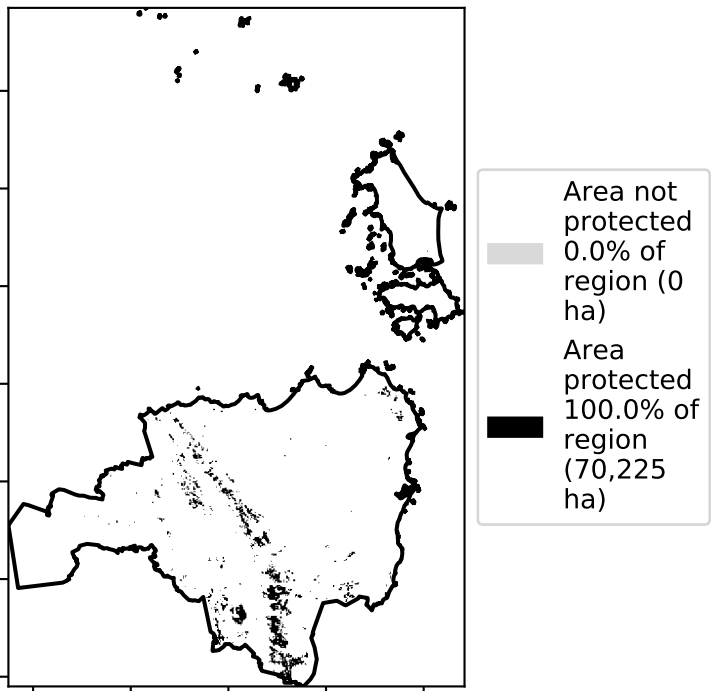 Area not
protected
0.0% of
region (0
ha)
Area
protected
100.0% of
region
(70,225
ha)